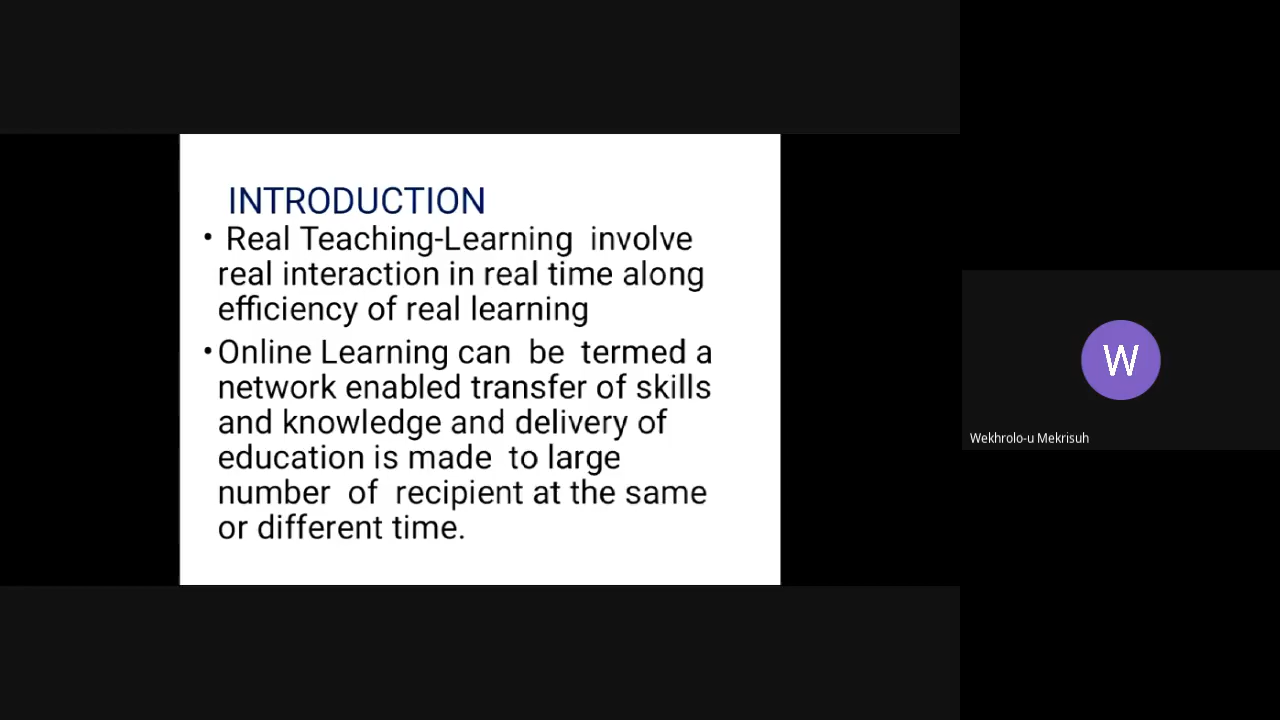 INTRODUCTION
• Real Teaching-Learning involve
real interaction in real time along
efficiency of real learning
•Online Learning can be termed a
network enabled transfer of skills
and knowledge and delivery of
education is made to large
number of recipient at the same
or different time.
W
Wekhrolo-u Mekrisuh